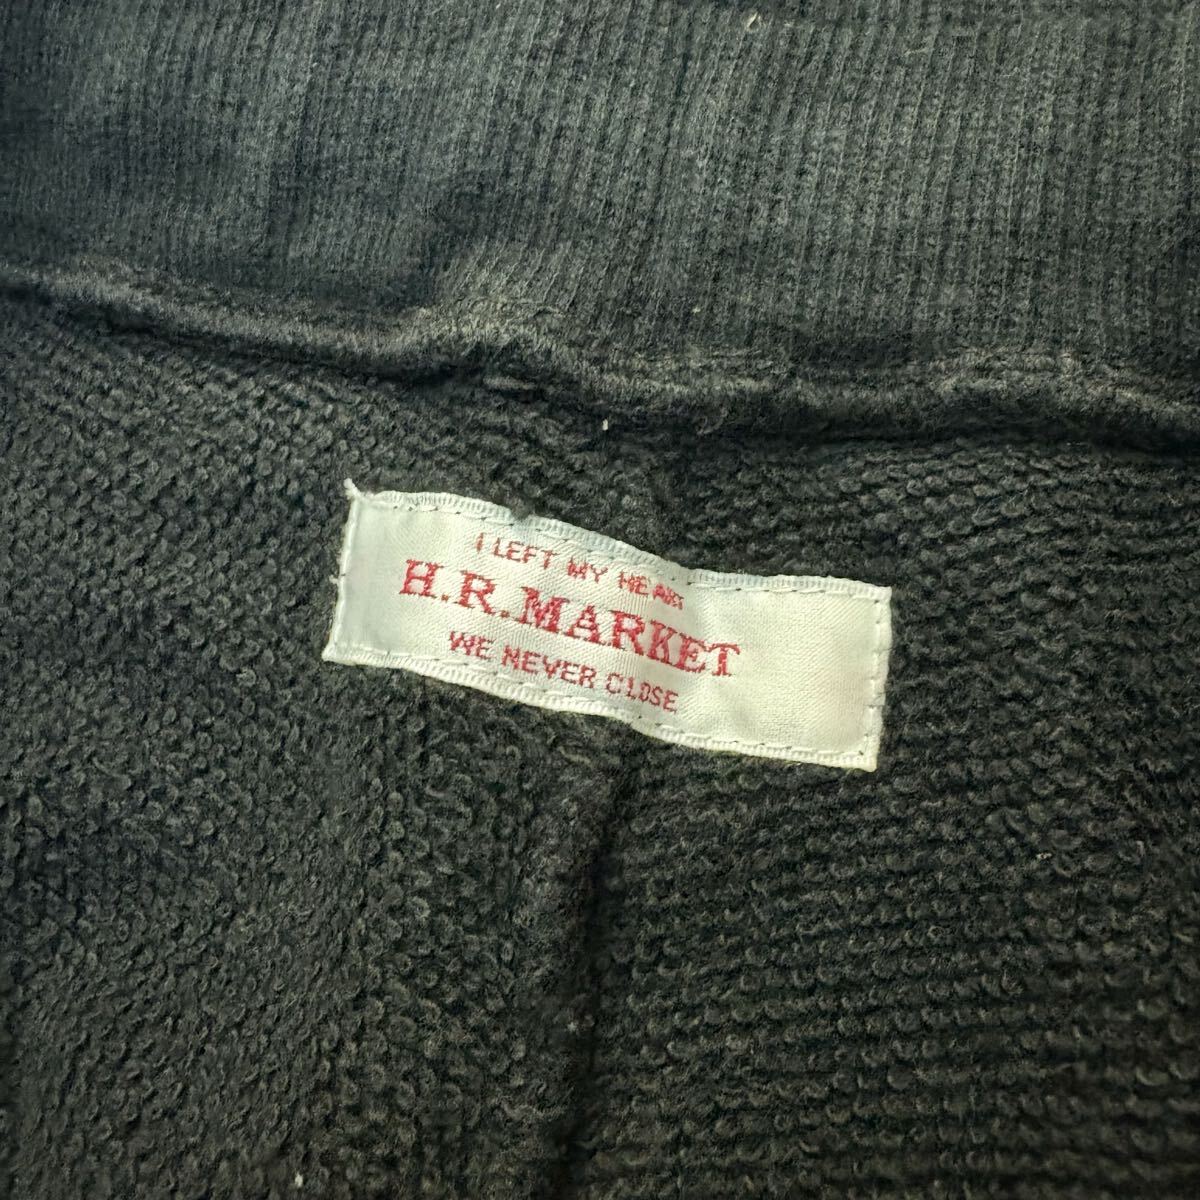 I LEFT MY HEART
H.R.MARKET
WE NEVER CLOSE